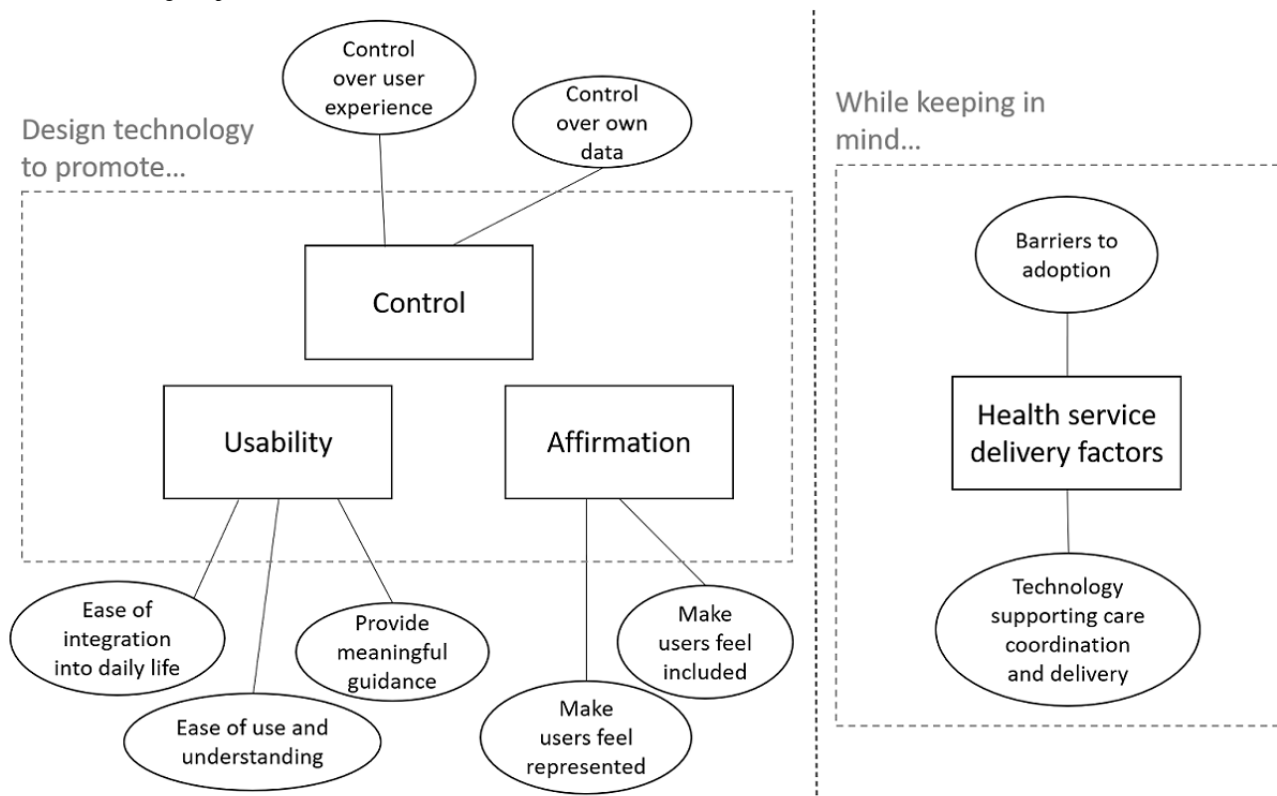 Design technology
to promote...
Control
over user
experience
Control
over own
data
Control
Usability
Affirmation
Ease of
integration
into daily life
Ease of use and
understanding
Provide
meaningful
guidance
Make
users feel
represented
Make
users feel
included
While keeping in
mind...
Barriers to
adoption
Health service
delivery factors
Technology
supporting care
coordination
and delivery